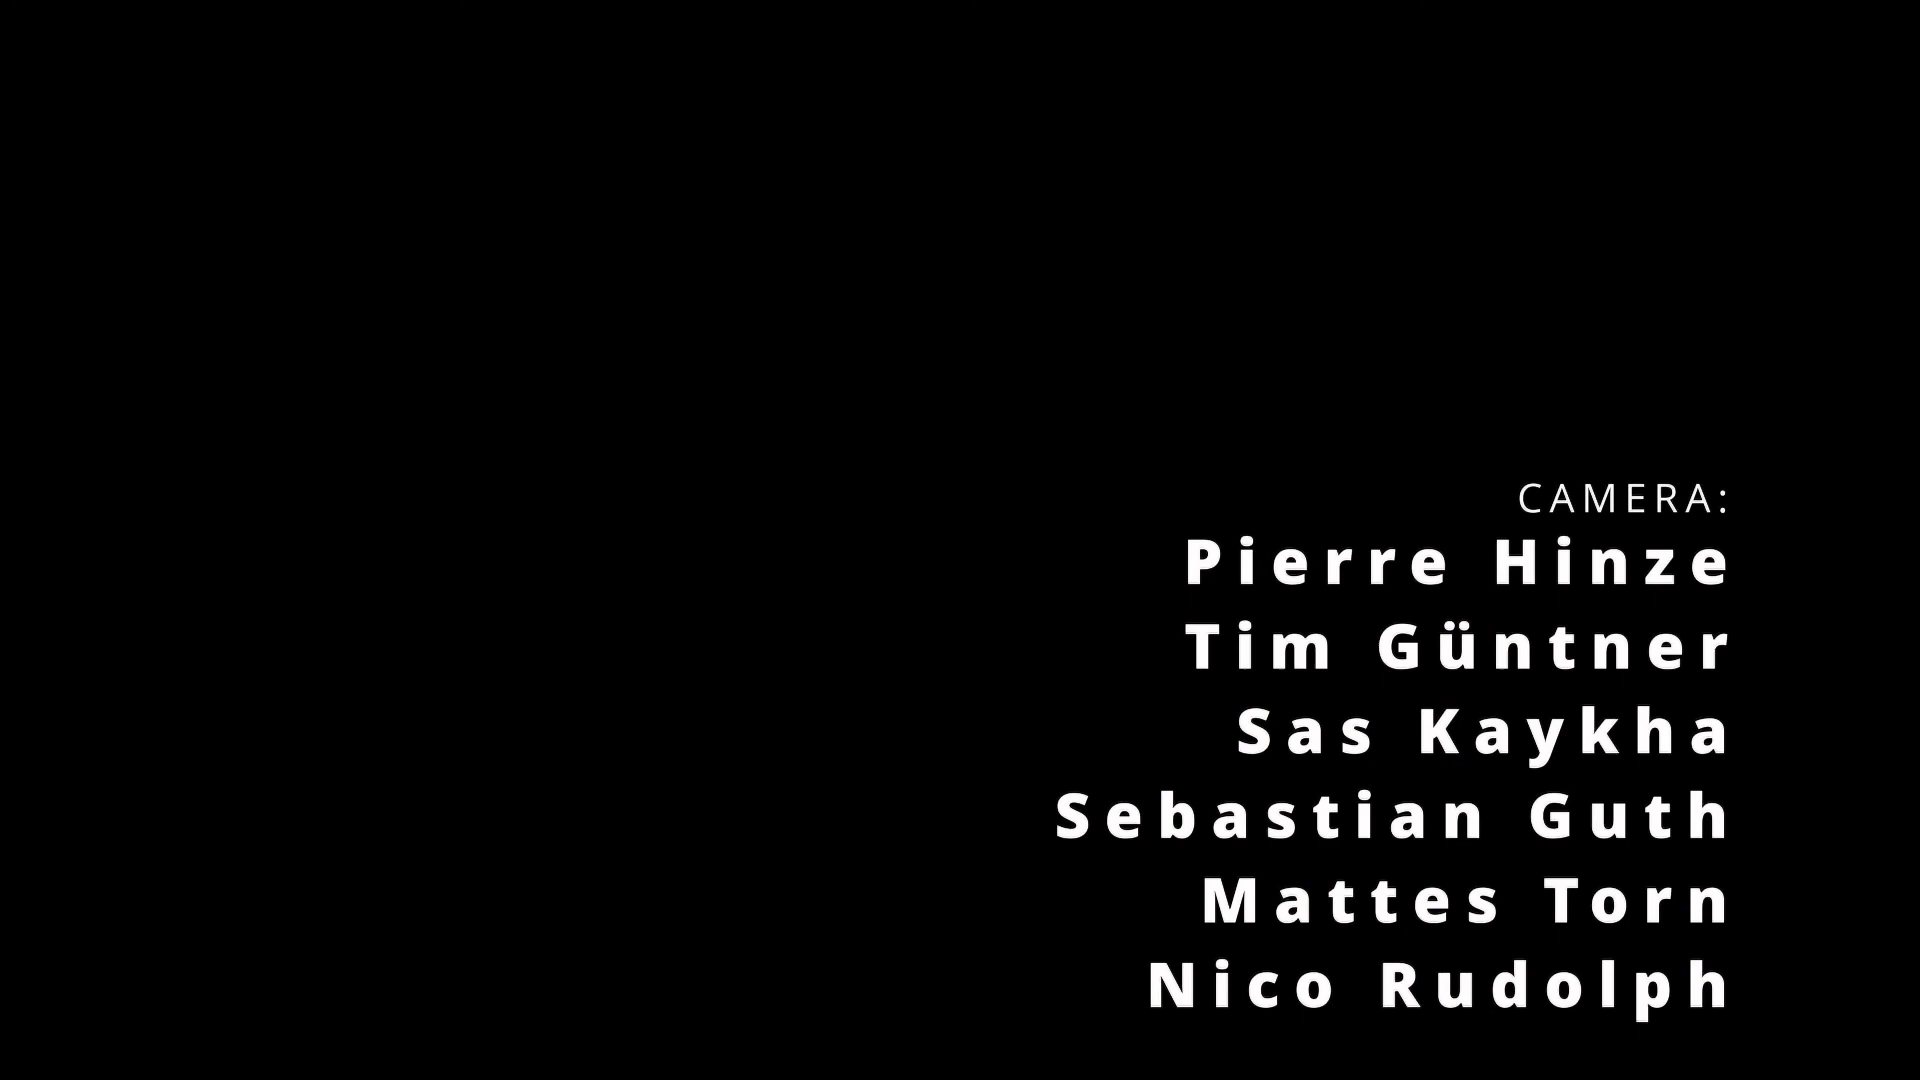 CAMERA:
Pierre Hinze
Tim Güntner
Sas Kaykha
Sebastian Guth
Mattes Torn
Nico Rudolph